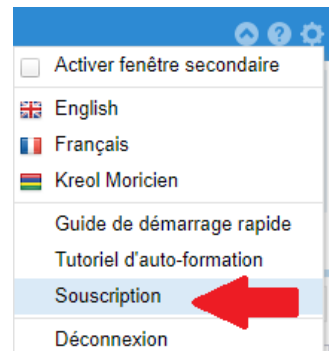 Activer fenêtre secondaire
English
Français
Kreol Moricien
Guide de démarrage rapide
Tutoriel d'auto-formation
Souscription
Déconnexion